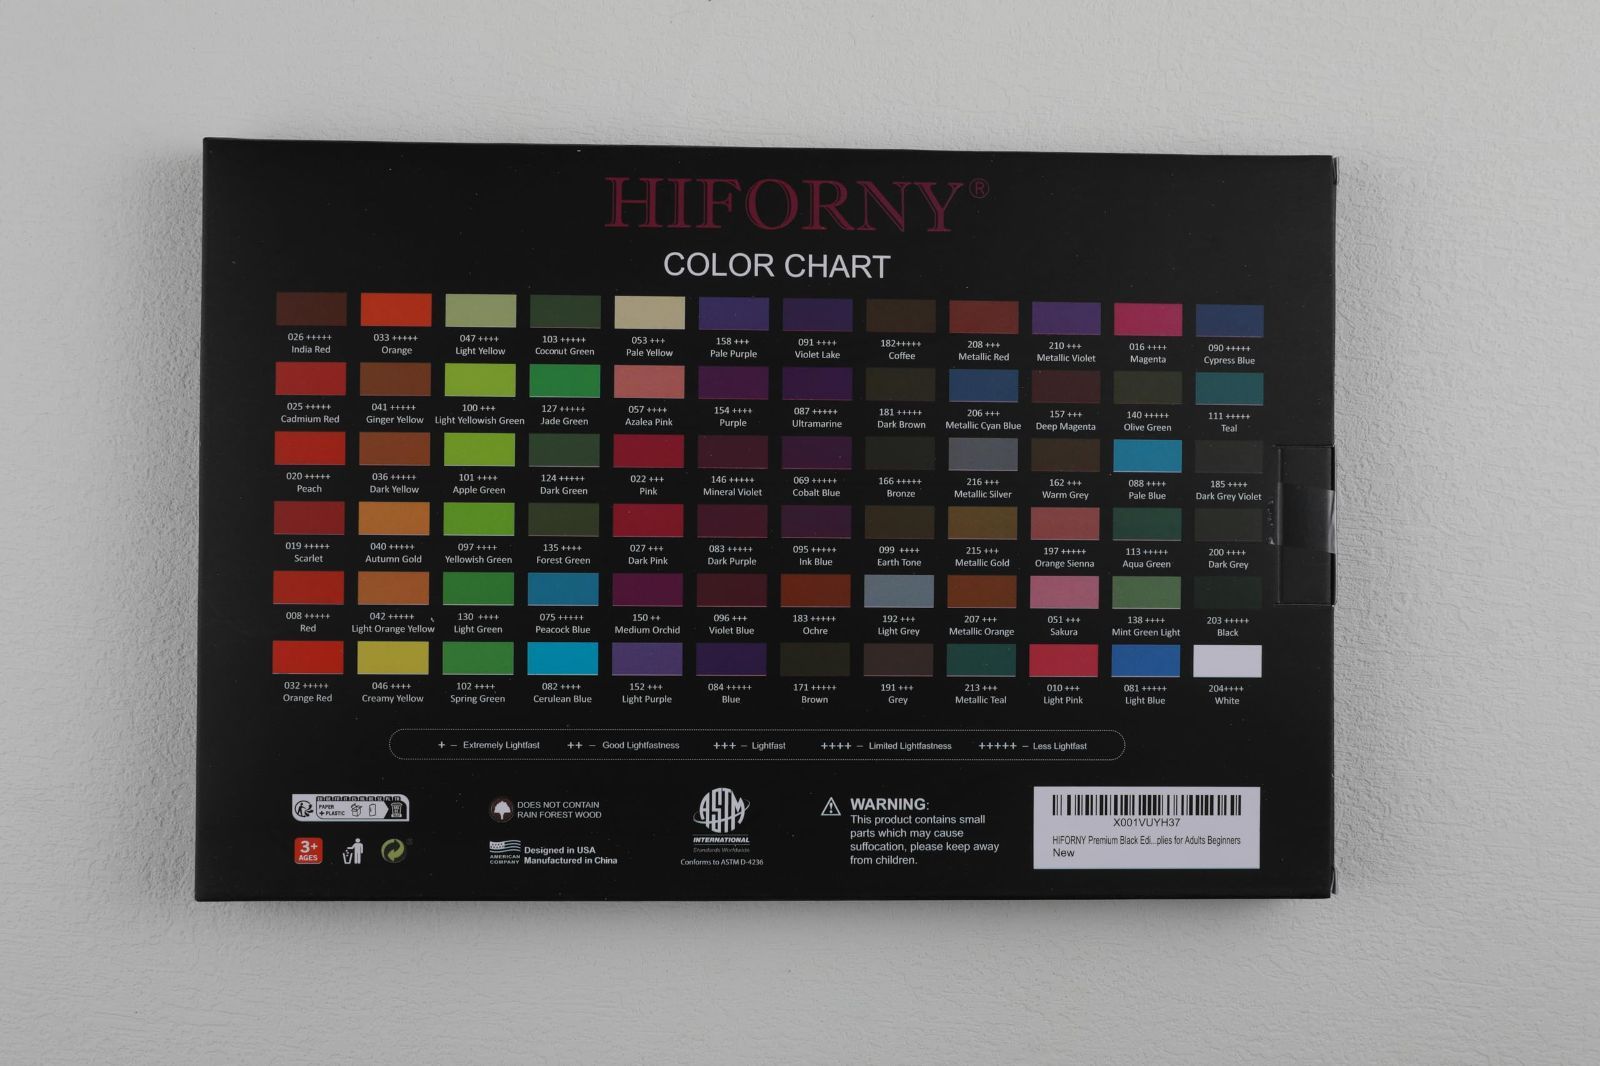 HIFORNY®
COLOR CHART
026 +++++ 033 +++++ 047 ++++ 103 +++++ 053 +++ 158 +++ 091 ++++ 182+++++ 208 +++ 210 +++ 016 ++++ 090 +++++
India Red Orange Light Yellow Coconut Green Pale Yellow Pale Purple Violet Lake Coffee Metallic Red Metallic Violet Magenta Cypress Blue
025 +++++ 041 +++++ 100 +++ 127 +++++ 057 ++++ 154 ++++ 087 +++++ 181 +++++ 206 +++ 157 +++ 140 +++++ 111 +++++
Cadmium Red Ginger Yellow Light Yellowish Green Jade Green Azalea Pink Purple Ultramarine Dark Brown Metallic Cyan Blue Deep Magenta Olive Green Teal
020 +++++ 036 +++++ 101 ++++ 124 +++++ 022 +++ 146 +++++ 069 +++++ 166 +++++ 216 +++ 162 +++ 088 ++++ 185 ++++
Peach Dark Yellow Apple Green Dark Green Pink Mineral Violet Cobalt Blue Bronze Metallic Silver Warm Grey Pale Blue Dark Grey Violet
019 +++++ 040 +++++ 097 ++++ 135 ++++ 027 +++ 083 ++++ 095 +++++ 099 ++++ 215 +++ 197 +++++ 113 +++++ 200 ++++
Scarlet Autumn Gold Yellowish Green Forest Green Dark Pink Dark Purple Ink Blue Earth Tone Metallic Gold Orange Sienna Aqua Green Dark Grey
008 +++++ 042 +++++ 130 ++++ 075 +++++ 150 ++ 096 +++ 183 +++++ 192 +++ 207 +++ 051 +++ 138 ++++ 203 +++++
Red Light Orange Yellow Light Green Peacock Blue Medium Orchid Violet Blue Ochre Light Grey Metallic Orange Sakura Mint Green Light Black
032 +++++ 046 ++++ 102 ++++ 082 ++++ 152 +++ 084 +++++ 171 +++++ 191 +++ 213 +++ 010 +++ 081 +++++ 204++++
Orange Red Creamy Yellow Spring Green Cerulean Blue Light Purple Blue Brown Grey Metallic Teal Light Pink Light Blue White
+ – Extremely Lightfast ++ – Good Lightfastness +++ – Lightfast ++++ – Limited Lightfastness +++++ – Less Lightfast
PAPER
+ PLASTIC
3+
AGES
DOES NOT CONTAIN
RAIN FOREST WOOD
AMERICAN
COMPANY
Designed in USA
Manufactured in China
ASTM
INTERNATIONAL
Standards Worldwide
Conforms to ASTM D-4236
WARNING:
This product contains small
parts which may cause
suffocation, please keep away
from children.
X001VUYH37
HIFORNY Premium Black Edi...plies for Adults Beginners
New